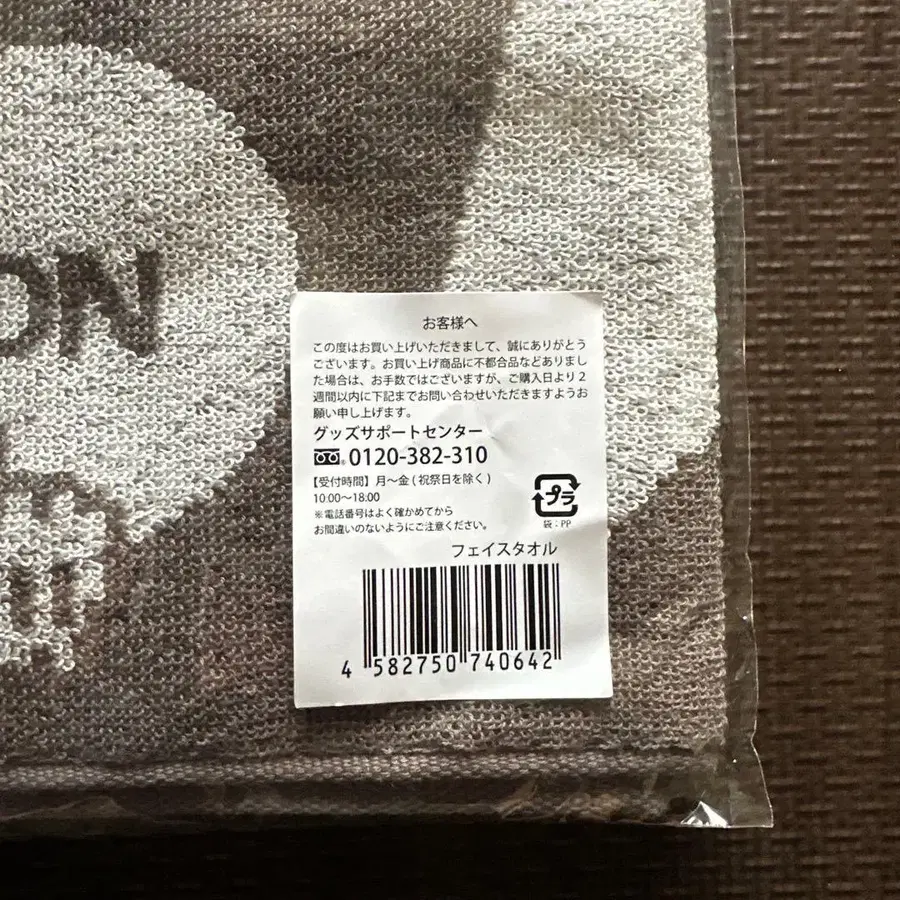 ON
お客様へ
この度はお買い上げいただきまして、誠にありがとう
ございます。お買い上げ商品に不都合品などありまし
た場合は、お手数ではございますが、ご購入日より2
週間以内に下記までお問い合わせいただきますようお
願い申し上げます。
グッズサポートセンター
0120-382-310
【受付時間】月～金(祝祭日を除く)
10:00～18:00
※電話番号はよく確かめてから
お間違いのないようにご注意ください。
プラ
袋：PP
フェイスタオル
4 582750 740642